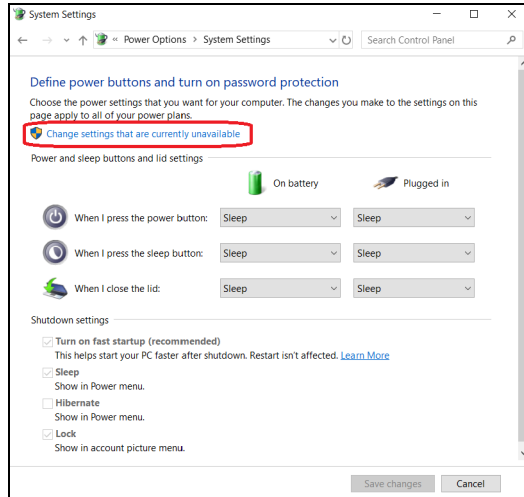 System Settings
« Power Options > System Settings
Search Control Panel
Define power buttons and turn on password protection
Choose the power settings that you want for your computer. The changes you make to the settings on this
page apply to all of your power plans.
Change settings that are currently unavailable
Power and sleep buttons and lid settings
On battery Plugged in
When I press the power button: Sleep Sleep
When I press the sleep button: Sleep Sleep
When I close the lid: Sleep Sleep
Shutdown settings
Turn on fast startup (recommended)
This helps start your PC faster after shutdown. Restart isn't affected. Learn More
Sleep
Show in Power menu.
Hibernate
Show in Power menu.
Lock
Show in account picture menu.
Save changes Cancel